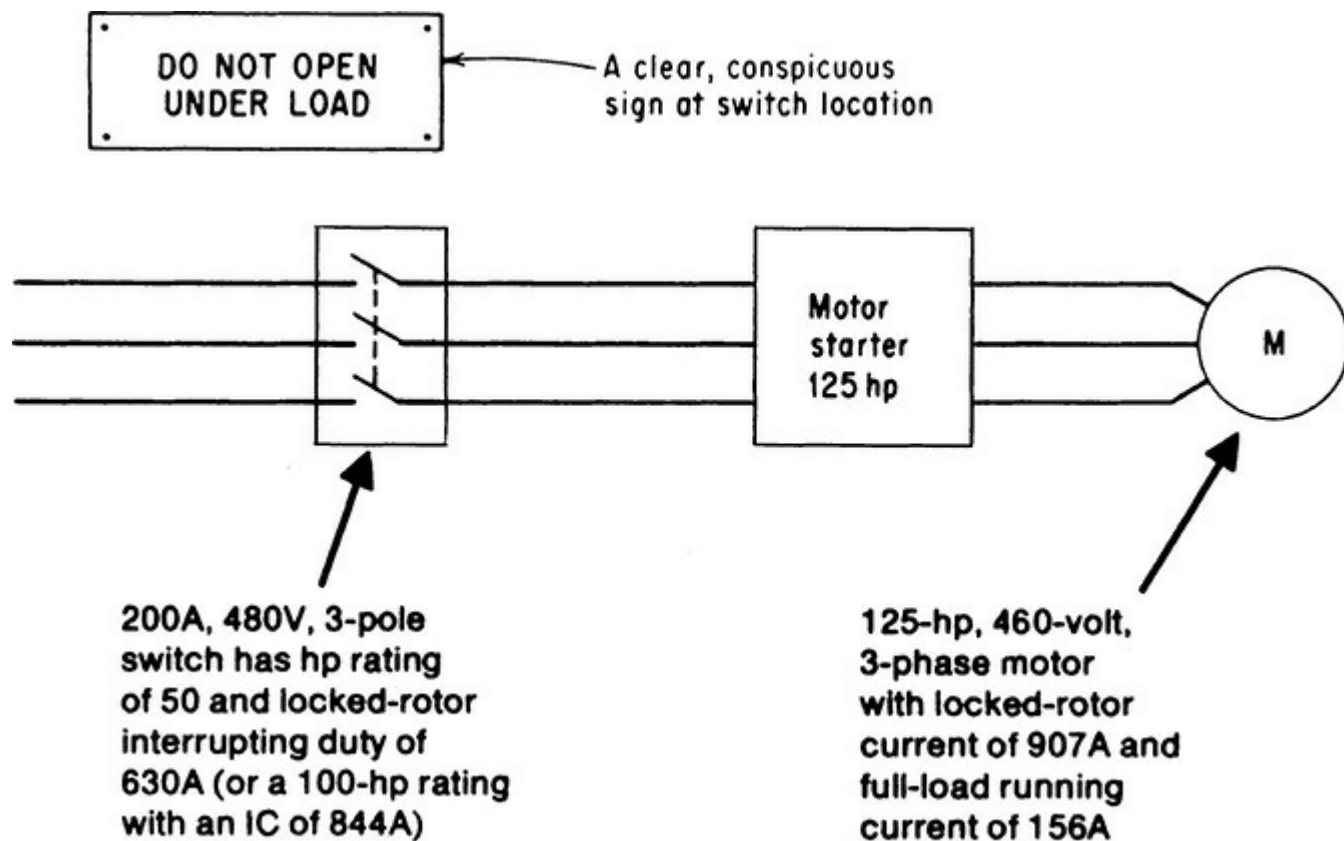 DO NOT OPEN
UNDER LOAD
A clear, conspicuous
sign at switch location
Motor
starter
125 hp
M
200A, 480V, 3-pole
switch has hp rating
of 50 and locked-rotor
interrupting duty of
630A (or a 100-hp rating
with an IC of 844A)
125-hp, 460-volt,
3-phase motor
with locked-rotor
current of 907A and
full-load running
current of 156A